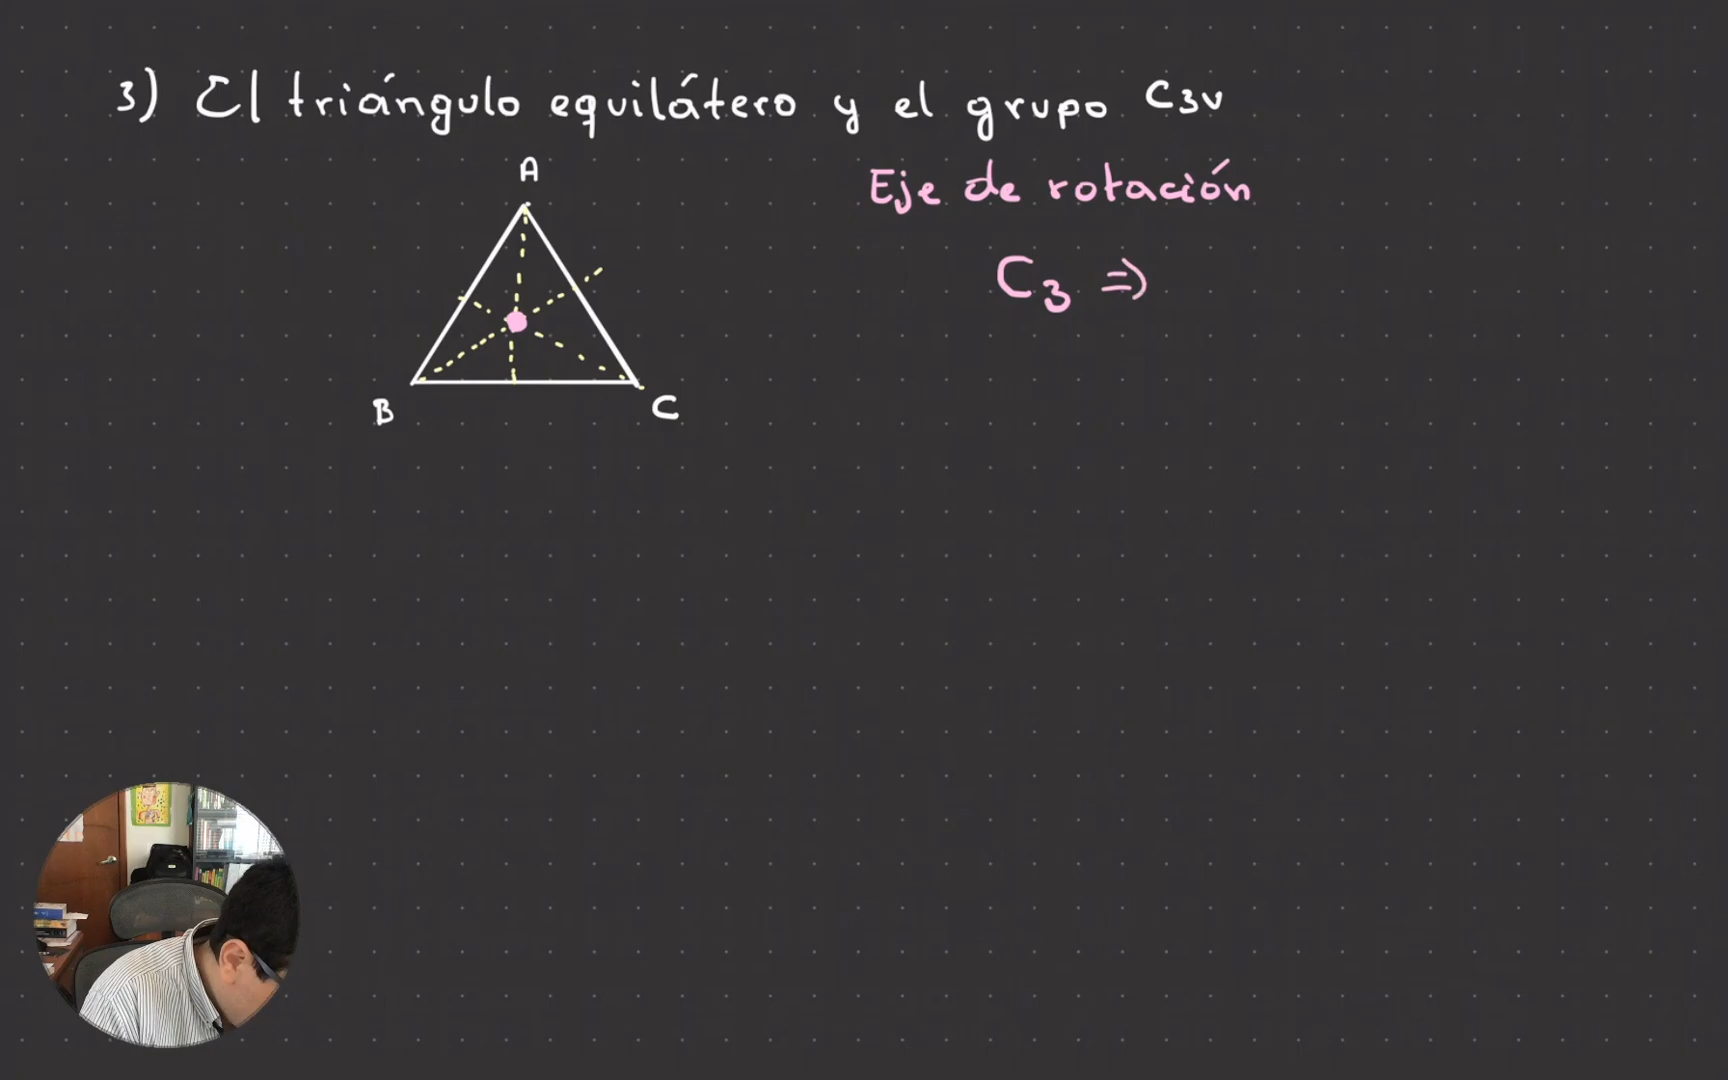 3) El triángulo equilátero y el grupo C3v
A
Eje de rotación
C₃ ⇒
B
C